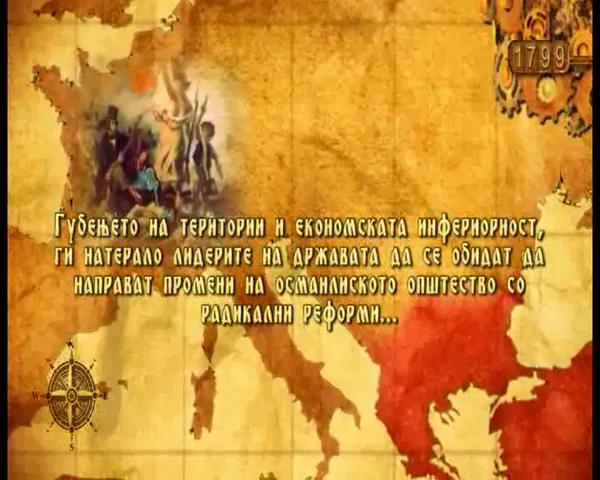 1799
Губењето на територии и економската инфериорност,
ги натерало лидерите на државата да се обидат да
направат промени на османлиското општество со
радикални реформи...
W
S